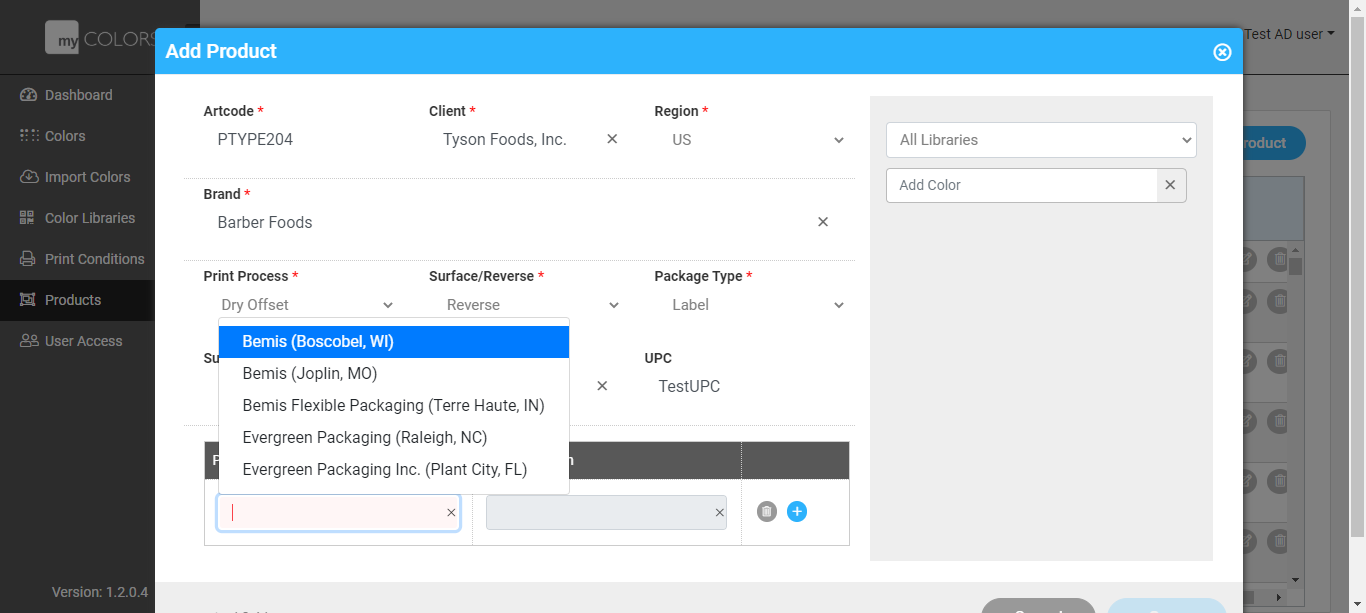 my COLORS
Test AD user
Add Product
Dashboard
Colors
Import Colors
Color Libraries
Print Conditions
Products
User Access
Version: 1.2.0.4
Artcode *
Client *
Region *
PTYPE204
Tyson Foods, Inc.
US
Brand *
Barber Foods
Print Process *
Surface/Reverse *
Package Type *
Dry Offset
Reverse
Label
UPC
TestUPC
Bemis (Boscobel, WI)
Bemis (Joplin, MO)
Bemis Flexible Packaging (Terre Haute, IN)
Evergreen Packaging (Raleigh, NC)
Evergreen Packaging Inc. (Plant City, FL)
All Libraries
Add Color